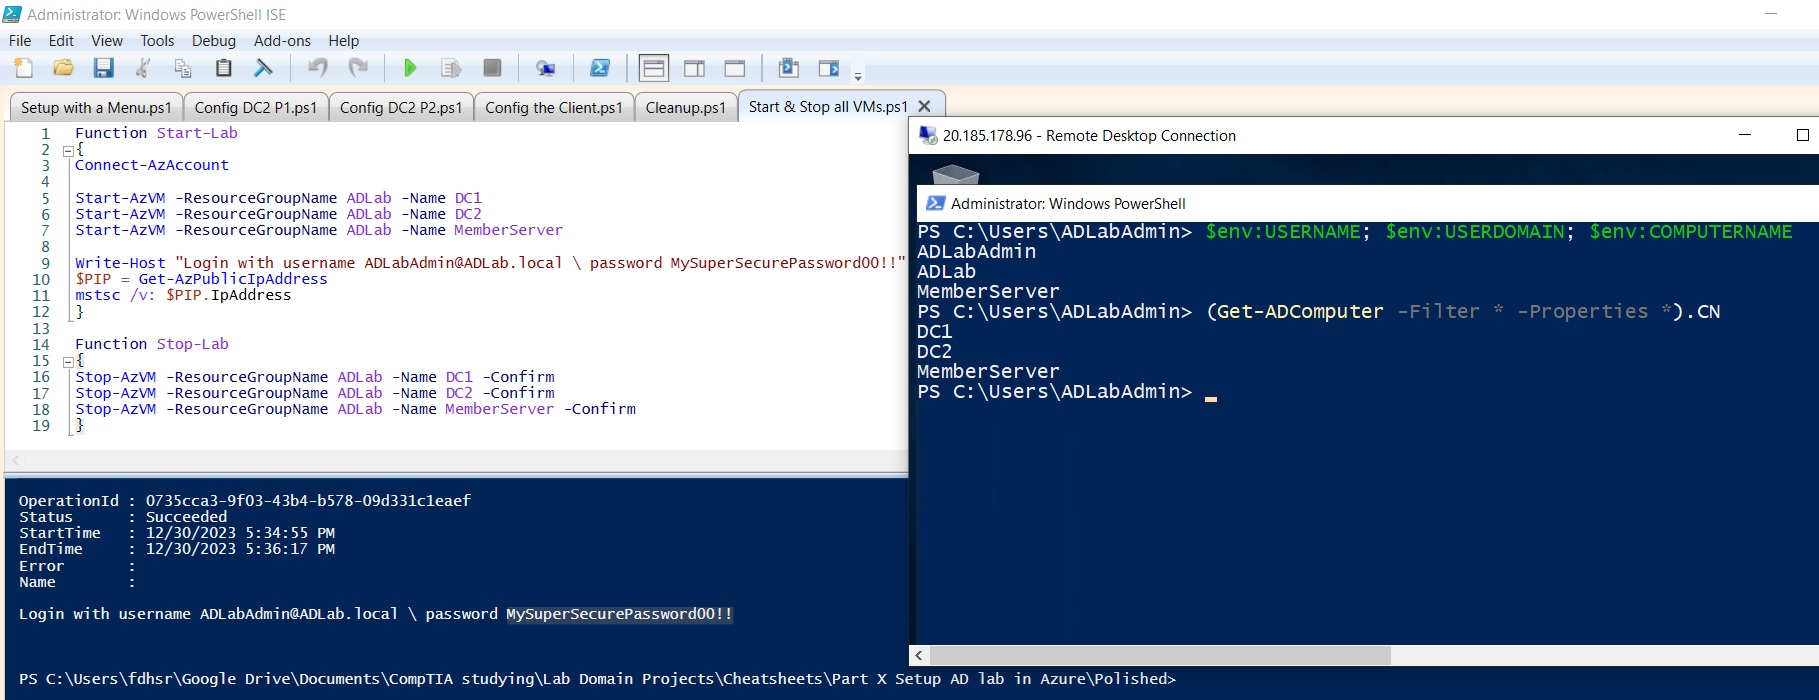 Administrator: Windows PowerShell ISE
File Edit View Tools Debug Add-ons Help
Setup with a Menu.ps1 Config DC2 P1.ps1 Config DC2 P2.ps1 Config the Client.ps1 Cleanup.ps1 Start & Stop all VMs.ps1
1 Function Start-Lab
2 {
3 Connect-AzAccount
4
5 Start-AzVM -ResourceGroupName ADLab -Name DC1
6 Start-AzVM -ResourceGroupName ADLab -Name DC2
7 Start-AzVM -ResourceGroupName ADLab -Name MemberServer
8
9 Write-Host "Login with username ADLabAdmin@ADLab.local \ password MySuperSecurePassword00!!"
10 $PIP = Get-AzPublicIpAddress
11 mstsc /v: $PIP.IpAddress
12 }
13
14 Function Stop-Lab
15 {
16 Stop-AzVM -ResourceGroupName ADLab -Name DC1 -Confirm
17 Stop-AzVM -ResourceGroupName ADLab -Name DC2 -Confirm
18 Stop-AzVM -ResourceGroupName ADLab -Name MemberServer -Confirm
19 }
OperationId : 0735cca3-9f03-43b4-b578-09d331c1eaef
Status : Succeeded
StartTime : 12/30/2023 5:34:55 PM
EndTime : 12/30/2023 5:36:17 PM
Error :
Name :
Login with username ADLabAdmin@ADLab.local \ password MySuperSecurePassword00!!
PS C:\Users\fdhsr\Google Drive\Documents\CompTIA studying\Lab Domain Projects\Cheatsheets\Part X Setup AD lab in Azure\Polished>
20.185.178.96 - Remote Desktop Connection
Administrator: Windows PowerShell
PS C:\Users\ADLabAdmin> $env:USERNAME; $env:USERDOMAIN; $env:COMPUTERNAME
ADLabAdmin
ADLab
MemberServer
PS C:\Users\ADLabAdmin> (Get-ADComputer -Filter * -Properties *).CN
DC1
DC2
MemberServer
PS C:\Users\ADLabAdmin>